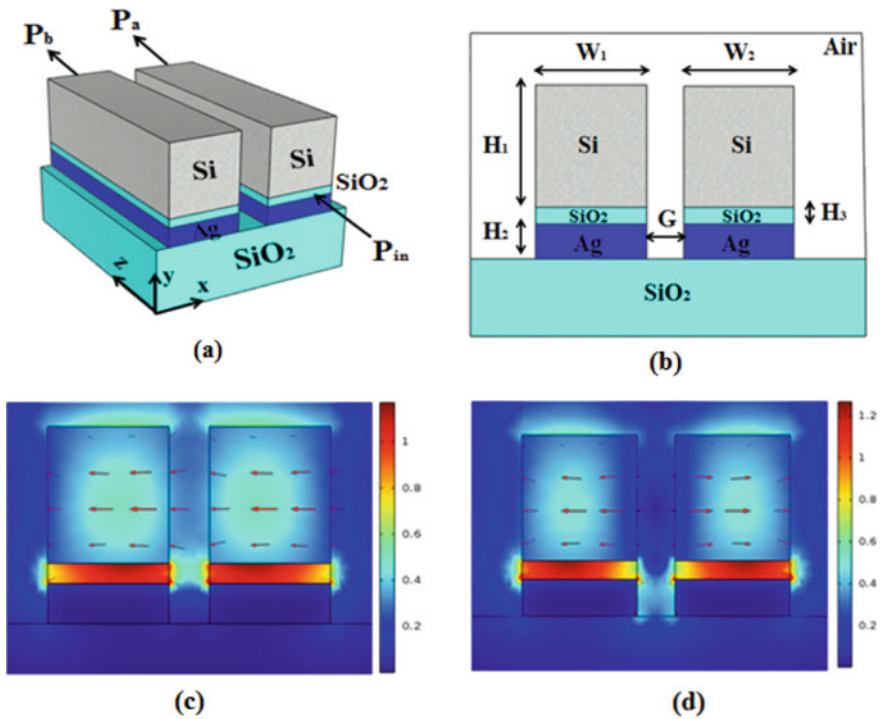 Pb
Pa
Si
Si
SiO2
Ag
Pin
SiO2
z
y
x
(a)
W1
W2
Air
H1
Si
Si
SiO2
G
SiO2
H3
H2
Ag
Ag
SiO2
(b)
1
0.8
0.6
0.4
0.2
(c)
1.2
1
0.8
0.6
0.4
0.2
(d)